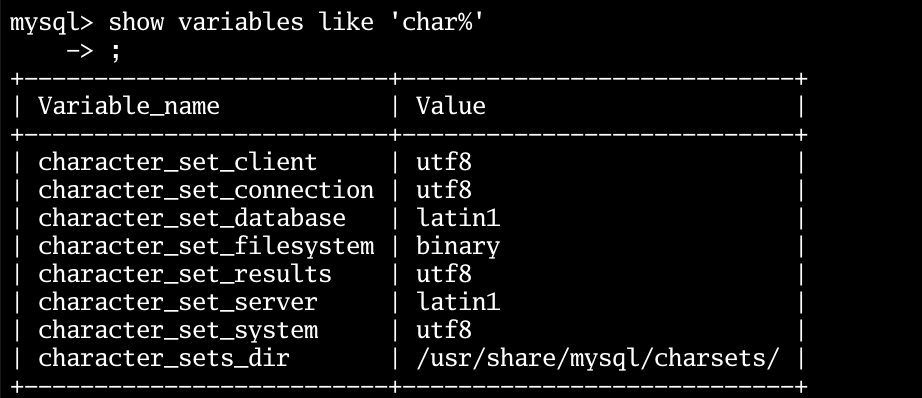 mysql> show variables like 'char%'
    -> ;
+--------------------------+----------------------------+
| Variable_name            | Value                      |
+--------------------------+----------------------------+
| character_set_client     | utf8                       |
| character_set_connection | utf8                       |
| character_set_database   | latin1                     |
| character_set_filesystem | binary                     |
| character_set_results    | utf8                       |
| character_set_server     | latin1                     |
| character_set_system     | utf8                       |
| character_sets_dir       | /usr/share/mysql/charsets/ |
+--------------------------+----------------------------+